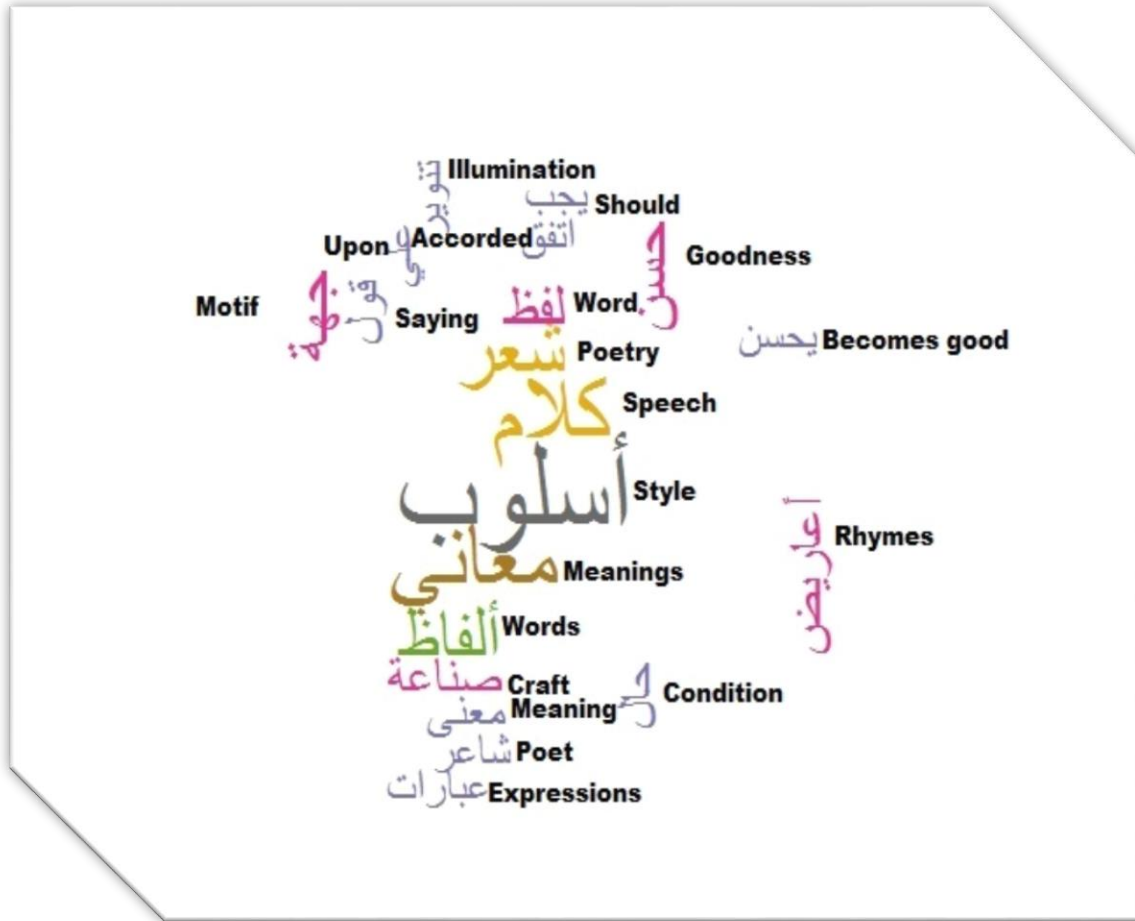 تنوير Illumination
يجب Should
Upon على Accorded اتفق
حسن Goodness
Motif جهة
قول Saying
لفظ Word
يحسن Becomes good
شعر Poetry
كلام Speech
أسلوب Style
أعاريض Rhymes
معاني Meanings
ألفاظ Words
صناعة Craft
حال Condition
معنى Meaning
شاعر Poet
عبارات Expressions